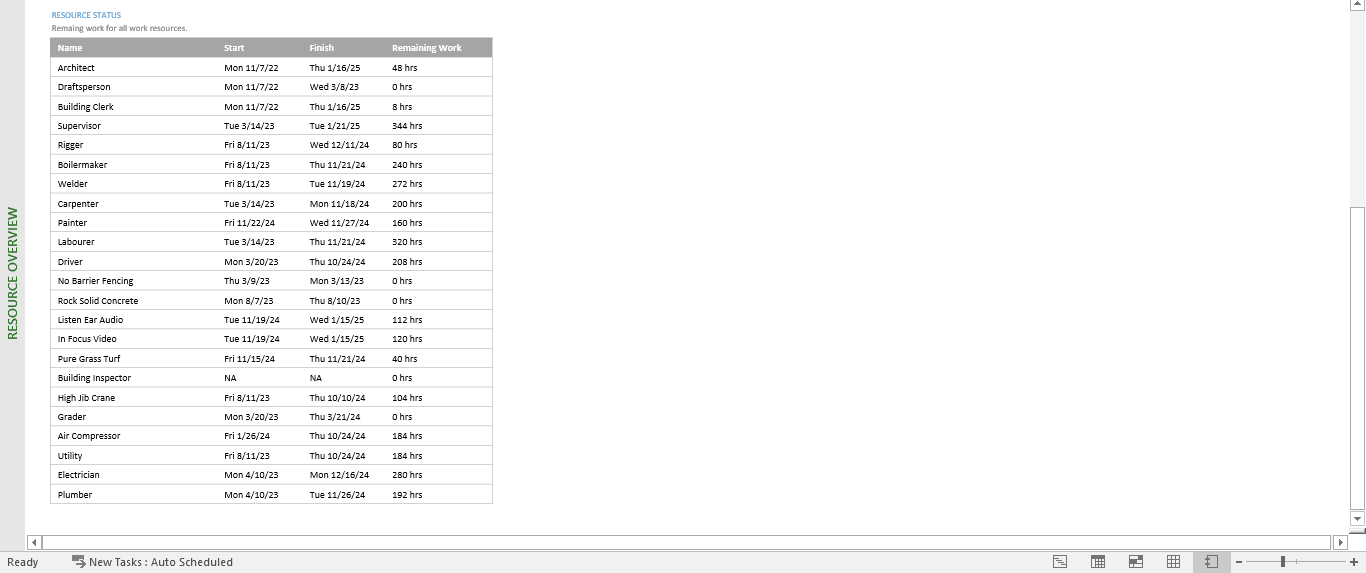 RESOURCE STATUS
Remaing work for all work resources.
Name Start Finish Remaining Work
Architect Mon 11/7/22 Thu 1/16/25 48 hrs
Draftsperson Mon 11/7/22 Wed 3/8/23 0 hrs
Building Clerk Mon 11/7/22 Thu 1/16/25 8 hrs
Supervisor Tue 3/14/23 Tue 1/21/25 344 hrs
Rigger Fri 8/11/23 Wed 12/11/24 80 hrs
Boilermaker Fri 8/11/23 Thu 11/21/24 240 hrs
Welder Fri 8/11/23 Tue 11/19/24 272 hrs
Carpenter Tue 3/14/23 Mon 11/18/24 200 hrs
Painter Fri 11/22/24 Wed 11/27/24 160 hrs
Labourer Tue 3/14/23 Thu 11/21/24 320 hrs
Driver Mon 3/20/23 Thu 10/24/24 208 hrs
No Barrier Fencing Thu 3/9/23 Mon 3/13/23 0 hrs
Rock Solid Concrete Mon 8/7/23 Thu 8/10/23 0 hrs
Listen Ear Audio Tue 11/19/24 Wed 1/15/25 112 hrs
In Focus Video Tue 11/19/24 Wed 1/15/25 120 hrs
Pure Grass Turf Fri 11/15/24 Thu 11/21/24 40 hrs
Building Inspector NA NA 0 hrs
High Jib Crane Fri 8/11/23 Thu 10/10/24 104 hrs
Grader Mon 3/20/23 Thu 3/21/24 0 hrs
Air Compressor Fri 1/26/24 Thu 10/24/24 184 hrs
Utility Fri 8/11/23 Thu 10/24/24 184 hrs
Electrician Mon 4/10/23 Mon 12/16/24 280 hrs
Plumber Mon 4/10/23 Tue 11/26/24 192 hrs
RESOURCE OVERVIEW
Ready New Tasks : Auto Scheduled